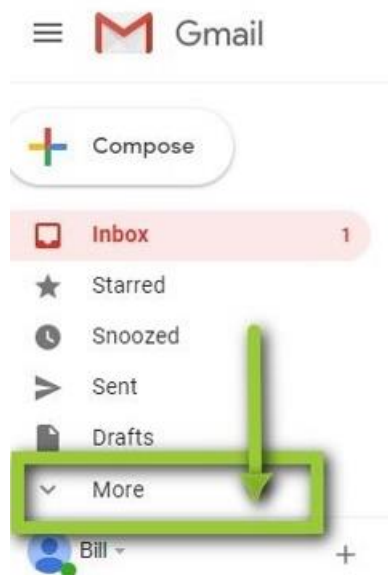 Gmail
Compose
Inbox 1
Starred
Snoozed
Sent
Drafts
More
Bill